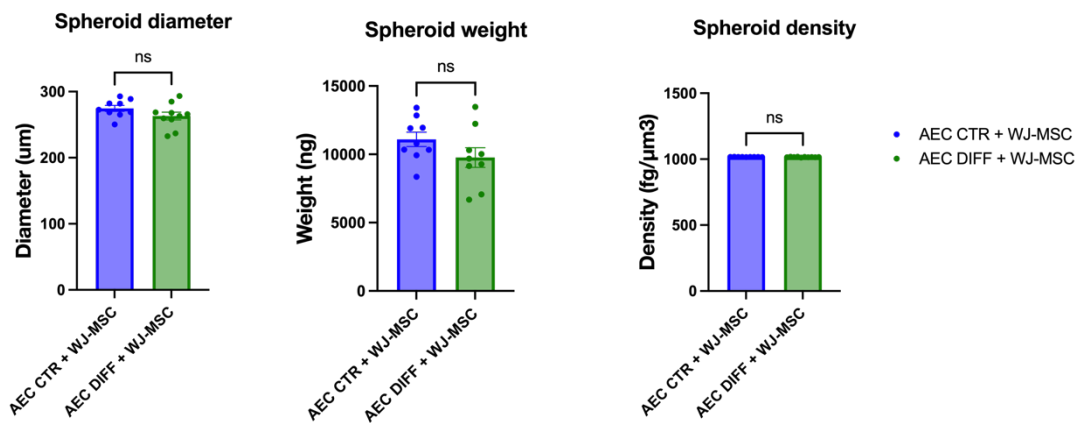 Spheroid diameter
ns
300
200
100
0
Diameter (um)
AEC CTR + WJ-MSC
AEC DIFF + WJ-MSC
Spheroid weight
ns
15000
10000
5000
0
Weight (ng)
AEC CTR + WJ-MSC
AEC DIFF + WJ-MSC
Spheroid density
ns
1500
1000
500
0
Density (fg/µm3)
AEC CTR + WJ-MSC
AEC DIFF + WJ-MSC
AEC CTR + WJ-MSC
AEC DIFF + WJ-MSC